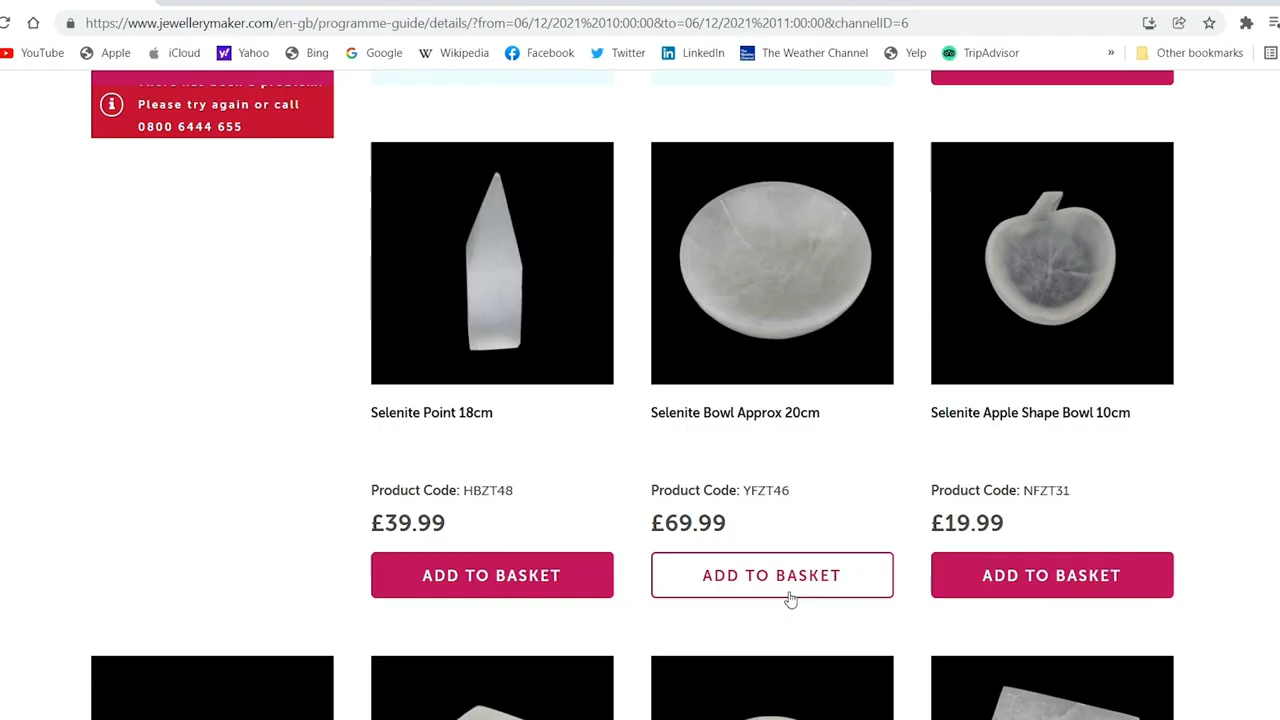 https://www.jewellerymaker.com/en-gb/programme-guide/details/?from=06/12/2021%2010:00:00&to=06/12/2021%2011:00:00&channelID=6
YouTube Apple iCloud Yahoo Bing Google Wikipedia Facebook Twitter LinkedIn The Weather Channel Yelp TripAdvisor » Other bookmarks
Please try again or call
0800 6444 655
Selenite Point 18cm
Product Code: HBZT48
£39.99
ADD TO BASKET
Selenite Bowl Approx 20cm
Product Code: YFZT46
£69.99
ADD TO BASKET
Selenite Apple Shape Bowl 10cm
Product Code: NFZT31
£19.99
ADD TO BASKET